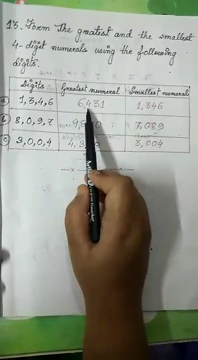 15. Form the greatest and the smallest
4-digit numerals using the following
digits.
Digits Greatest numeral Smallest numeral
a) 1, 3, 4, 6 6,431 1,346
b) 8, 0, 9, 7 7,089
c) 3, 0, 0, 4 3,004